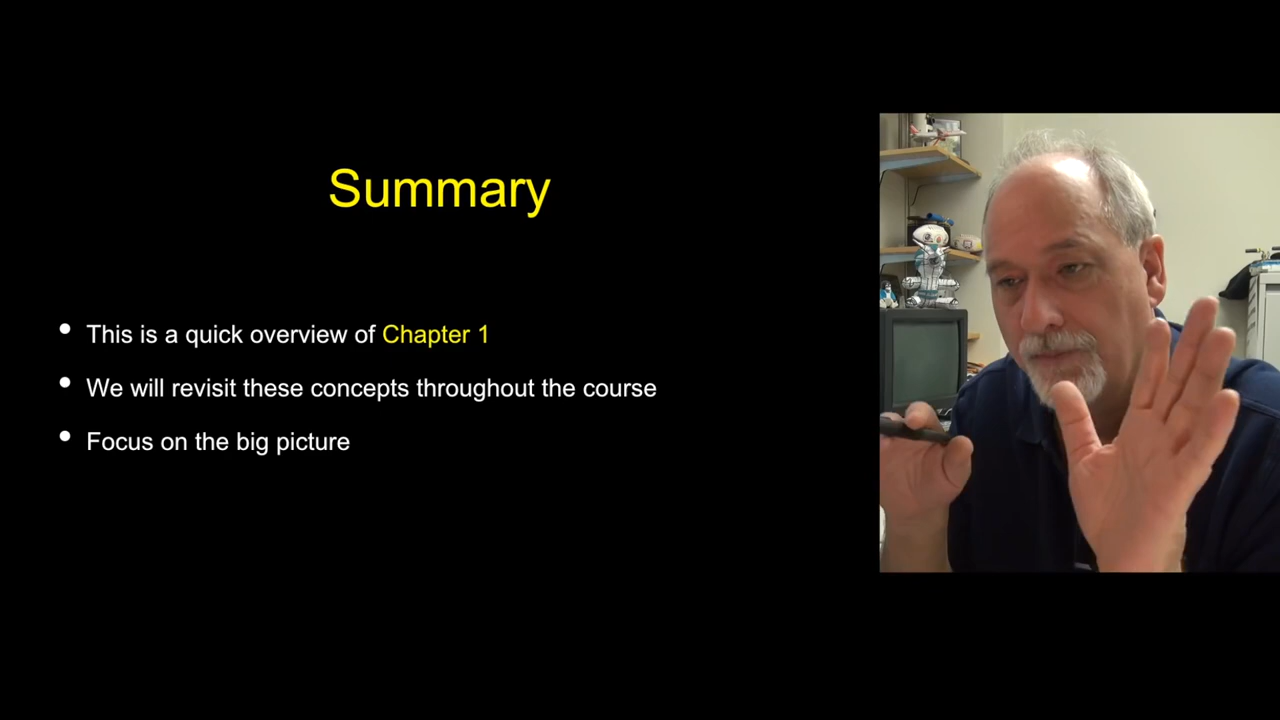 Summary
This is a quick overview of Chapter 1
We will revisit these concepts throughout the course
Focus on the big picture